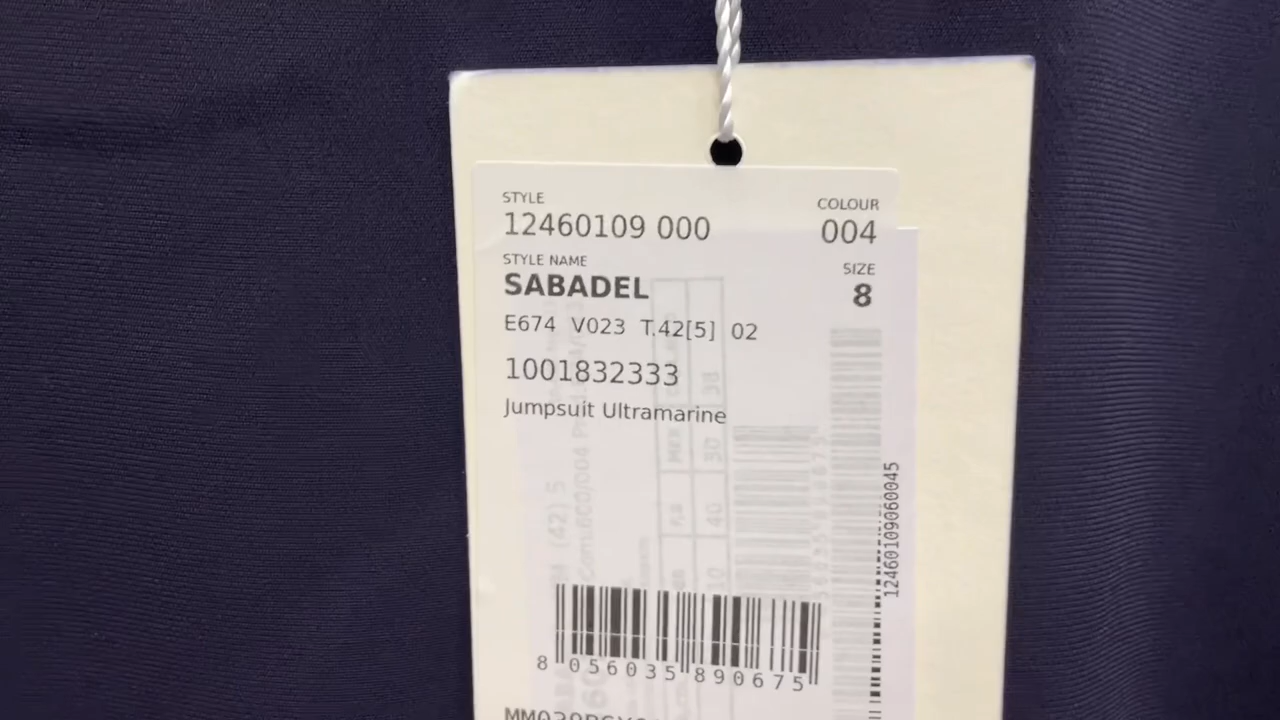 STYLE
12460109 000
COLOUR
004
STYLE NAME
SABADEL
SIZE
8
E674 V023 T.42[5] 02
1001832333
Jumpsuit Ultramarine
12460109060045
8 056035 890675